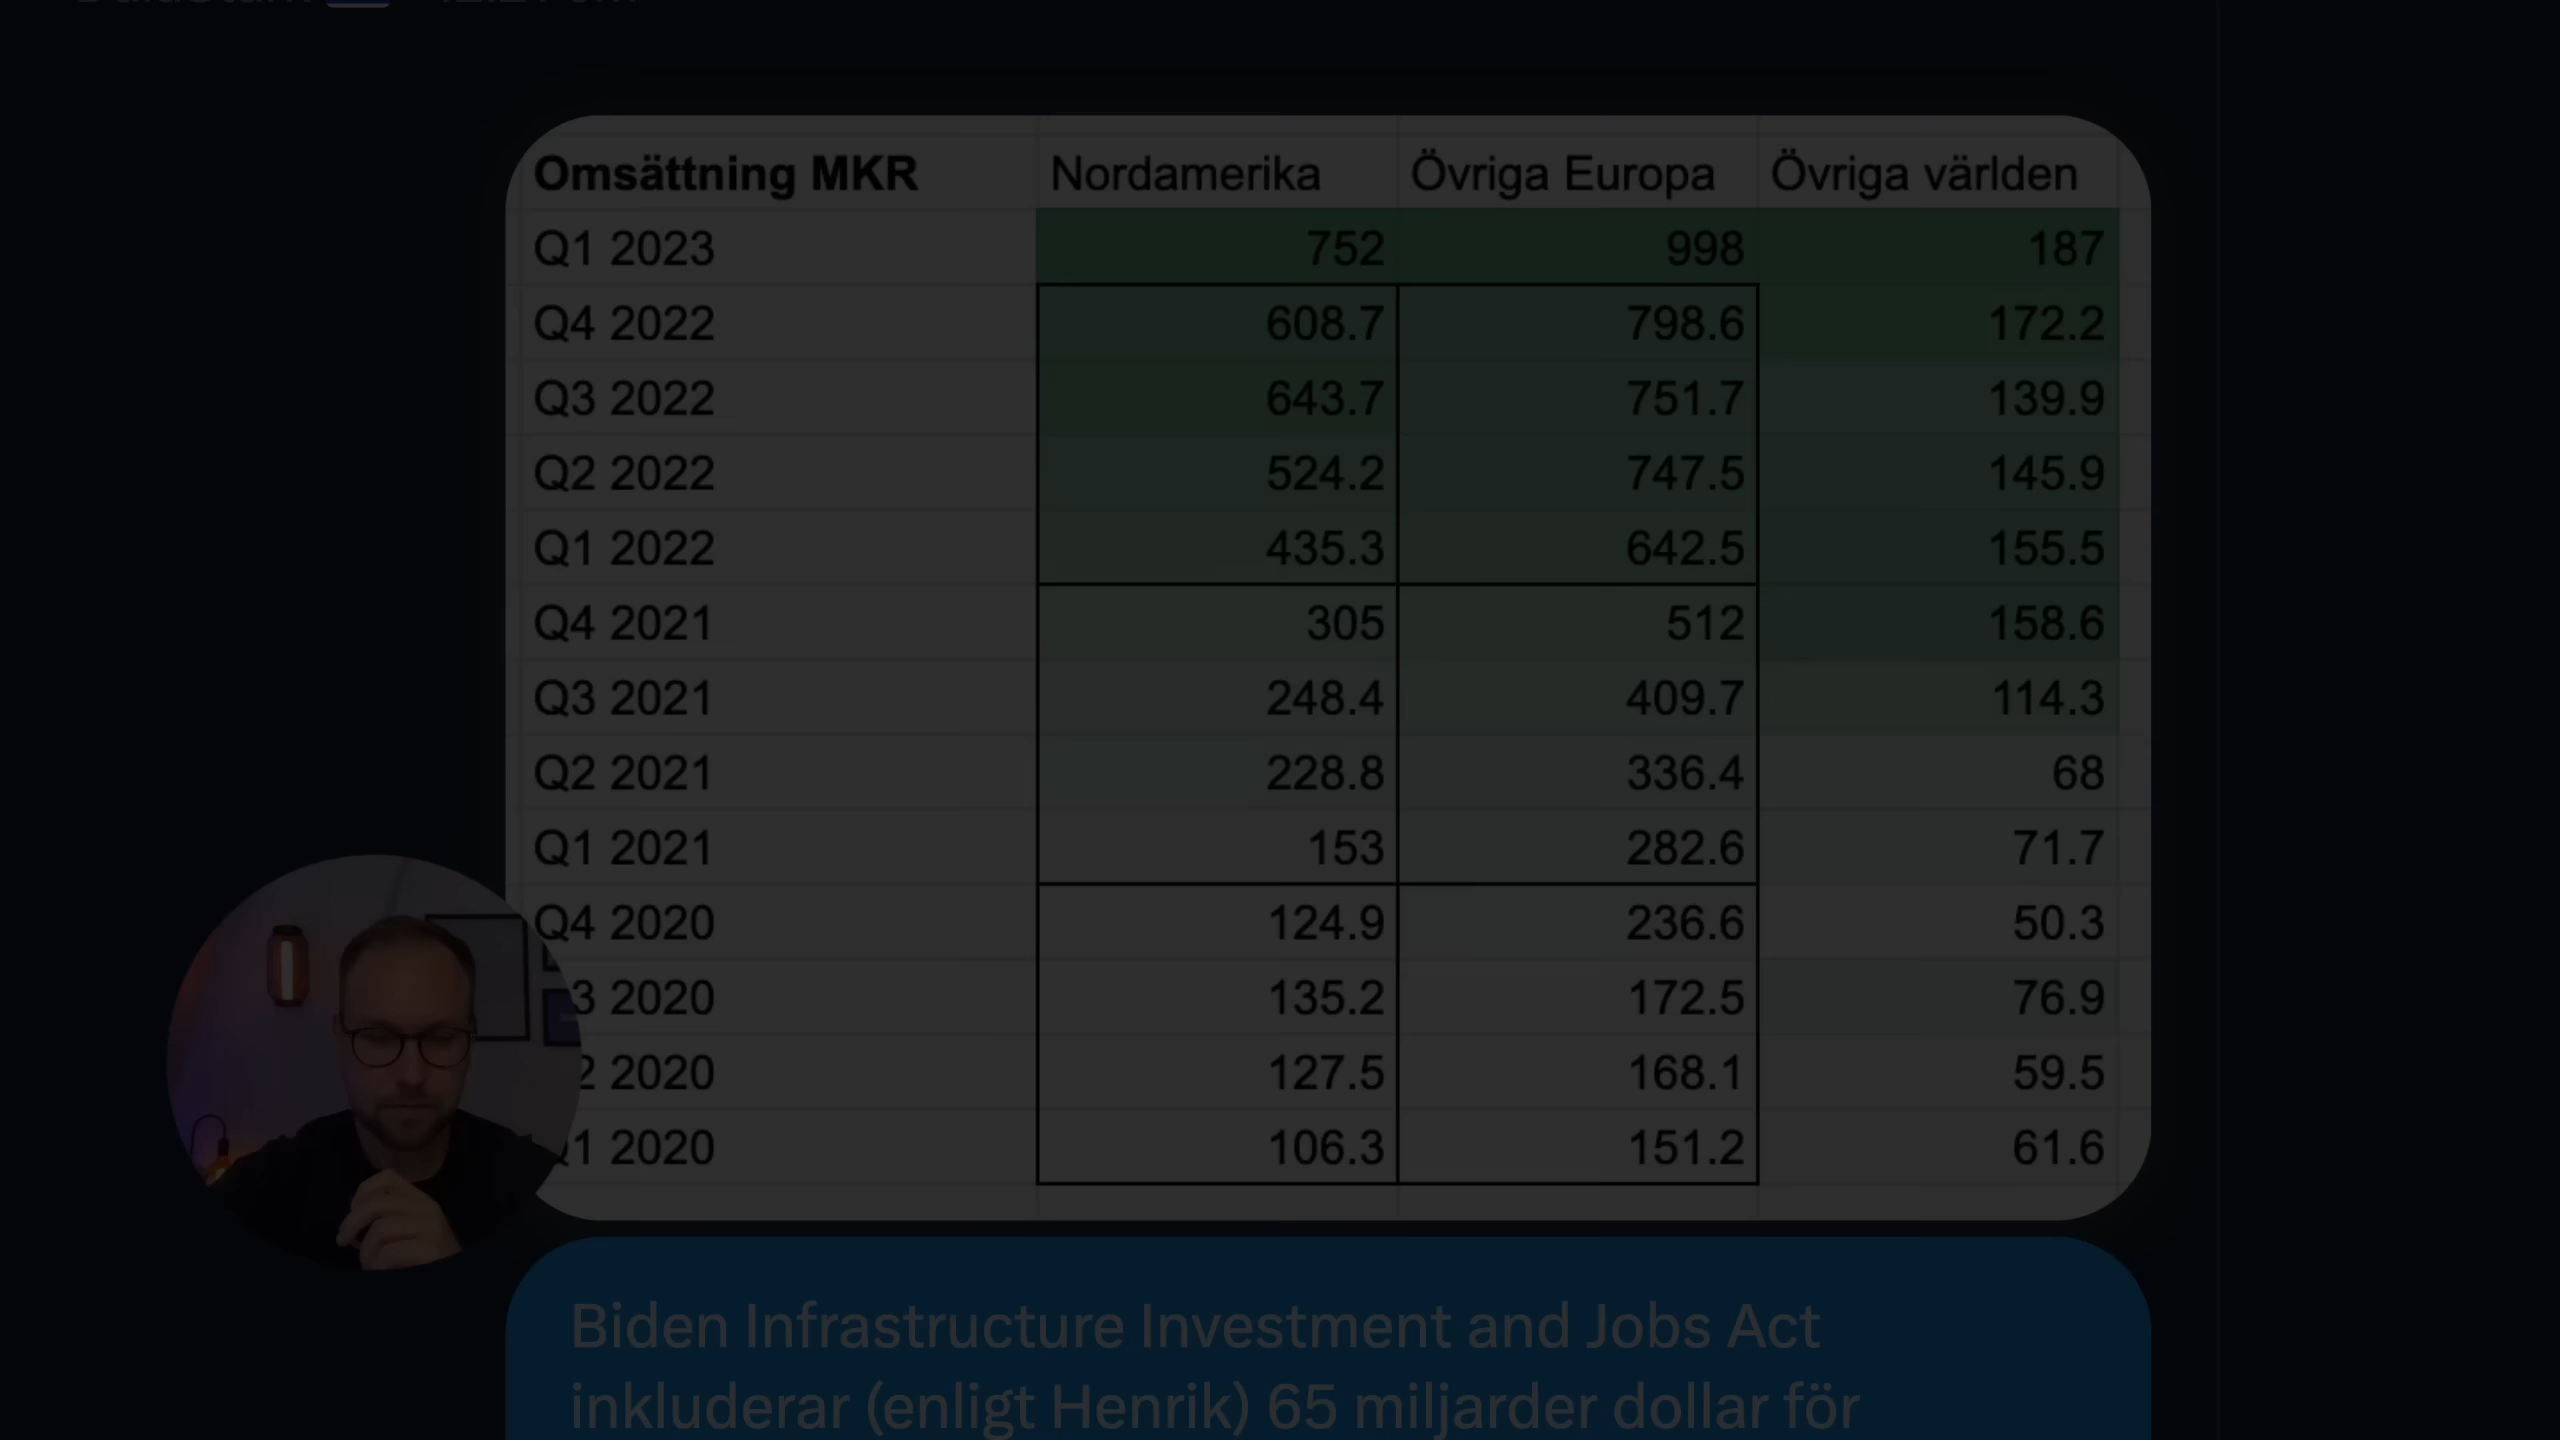 Omsättning MKR Nordamerika Övriga Europa Övriga världen
Q1 2023 752 998 187
Q4 2022 608.7 798.6 172.2
Q3 2022 643.7 751.7 139.9
Q2 2022 524.2 747.5 145.9
Q1 2022 435.3 642.5 155.5
Q4 2021 305 512 158.6
Q3 2021 248.4 409.7 114.3
Q2 2021 228.8 336.4 68
Q1 2021 153 282.6 71.7
Q4 2020 124.9 236.6 50.3
3 2020 135.2 172.5 76.9
2 2020 127.5 168.1 59.5
1 2020 106.3 151.2 61.6
Biden Infrastructure Investment and Jobs Act
inkluderar (enligt Henrik) 65 miljarder dollar för